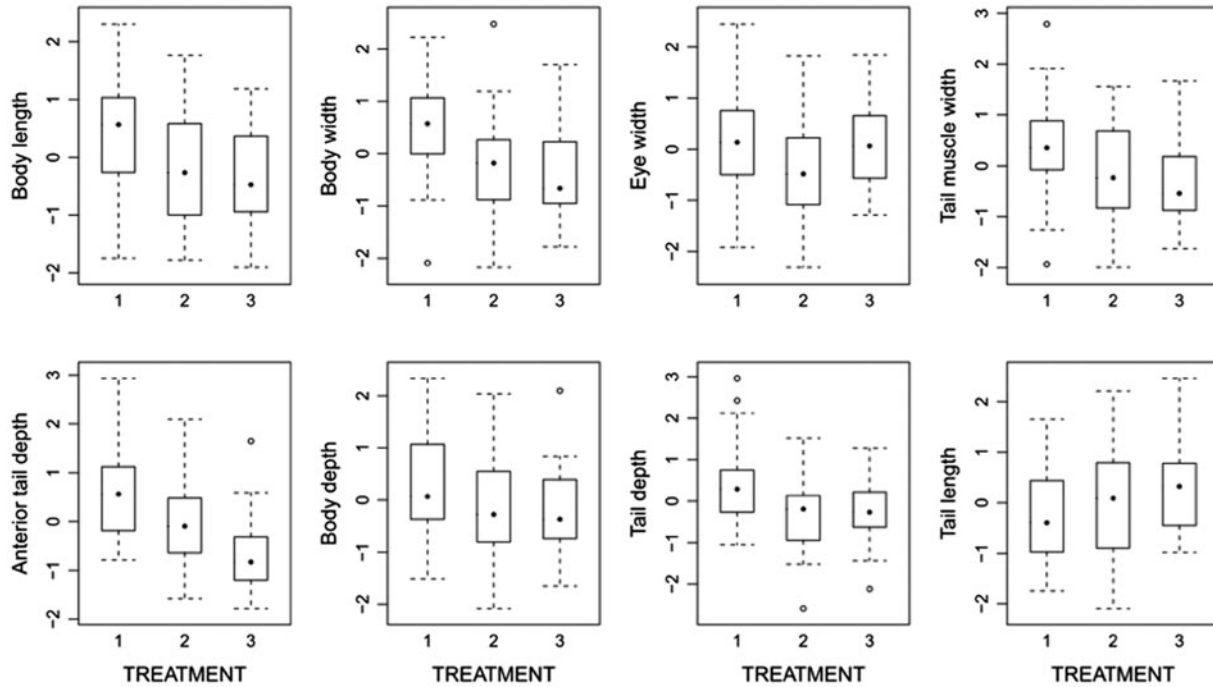 Body length
2
1
0
−1
−2
1 2 3
Body width
2
1
0
−1
−2
1 2 3
Eye width
2
1
0
−1
−2
1 2 3
Tail muscle width
3
2
1
0
−1
−2
1 2 3
Anterior tail depth
3
2
1
0
−1
−2
1 2 3
TREATMENT
Body depth
2
1
0
−1
−2
1 2 3
TREATMENT
Tail depth
3
2
1
0
−1
−2
1 2 3
TREATMENT
Tail length
2
1
0
−1
−2
1 2 3
TREATMENT